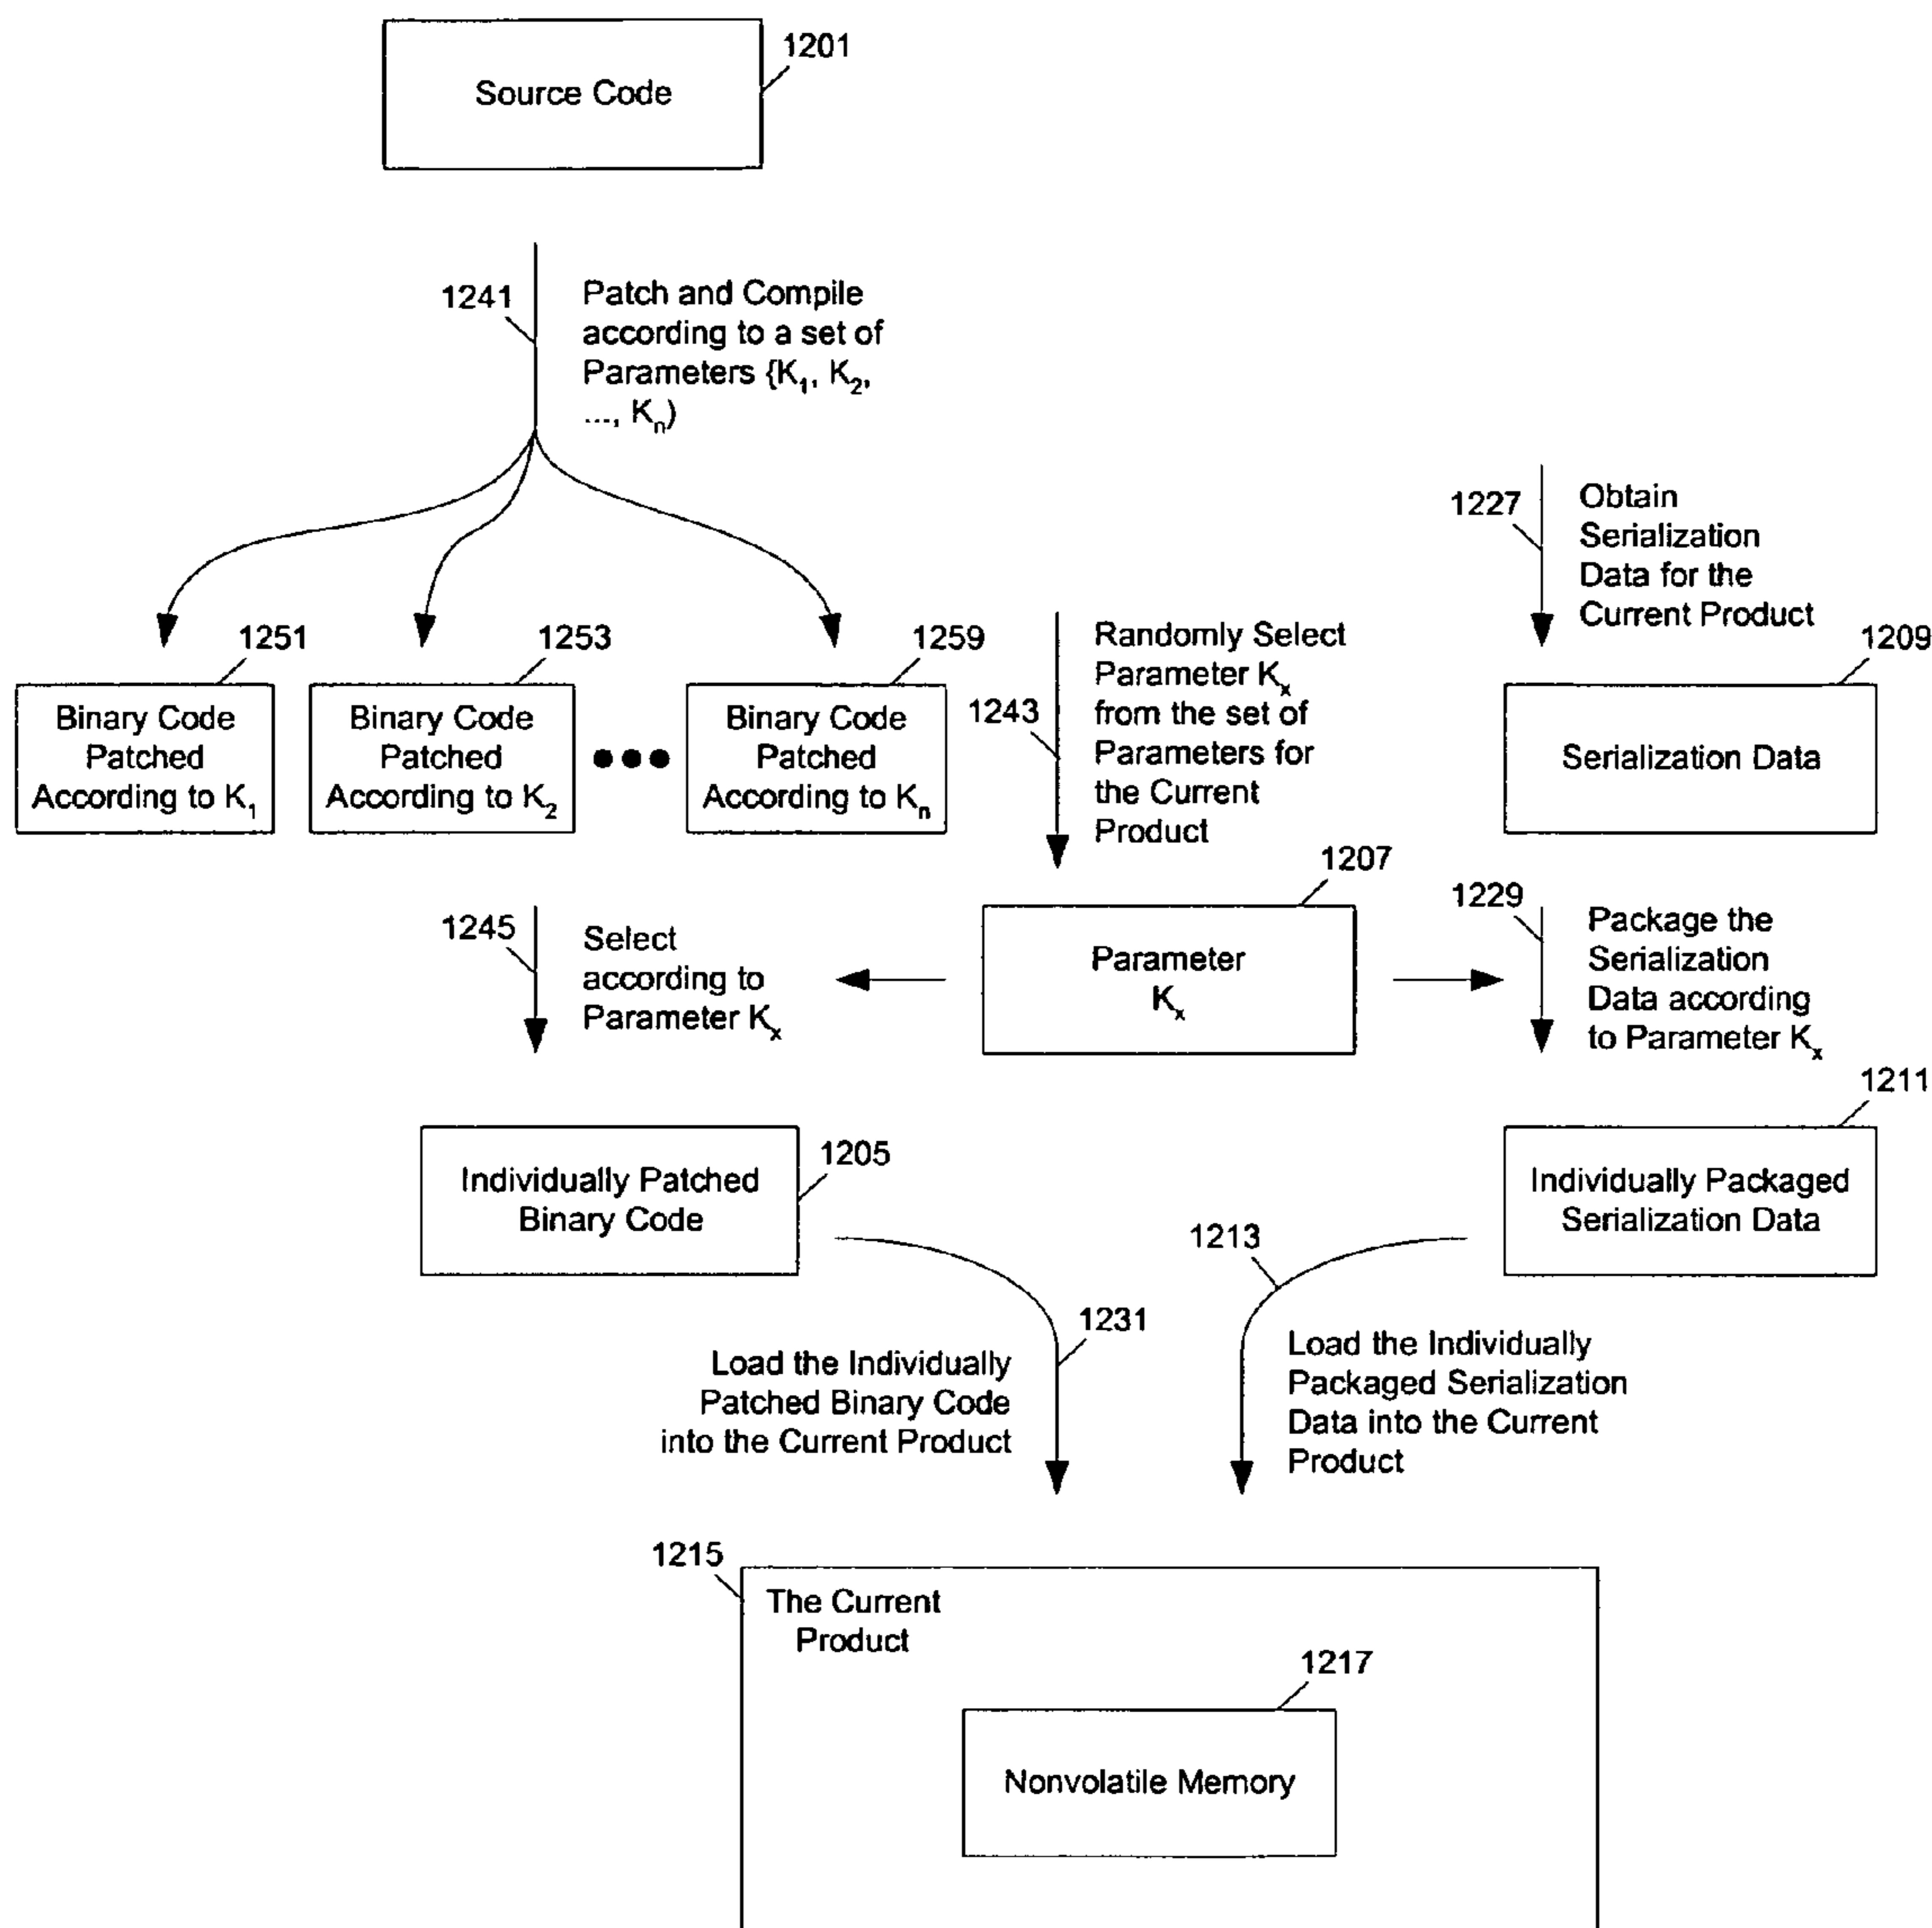 1201
Source Code
1241
Patch and Compile
according to a set of
Parameters {K₁, K₂,
..., Kₙ)
1227
Obtain
Serialization
Data for the
Current Product
1251
1253
1259
1209
Binary Code
Patched
According to K₁
Binary Code
Patched
According to K₂
Binary Code
Patched
According to Kₙ
1243
Randomly Select
Parameter Kₓ
from the set of
Parameters for
the Current
Product
Serialization Data
1207
1245
Select
according to
Parameter Kₓ
Parameter
Kₓ
1229
Package the
Serialization
Data according
to Parameter Kₓ
1211
1205
Individually Patched
Binary Code
Individually Packaged
Serialization Data
1213
1231
Load the Individually
Patched Binary Code
into the Current Product
Load the Individually
Packaged Serialization
Data into the Current
Product
1215
The Current
Product
1217
Nonvolatile Memory